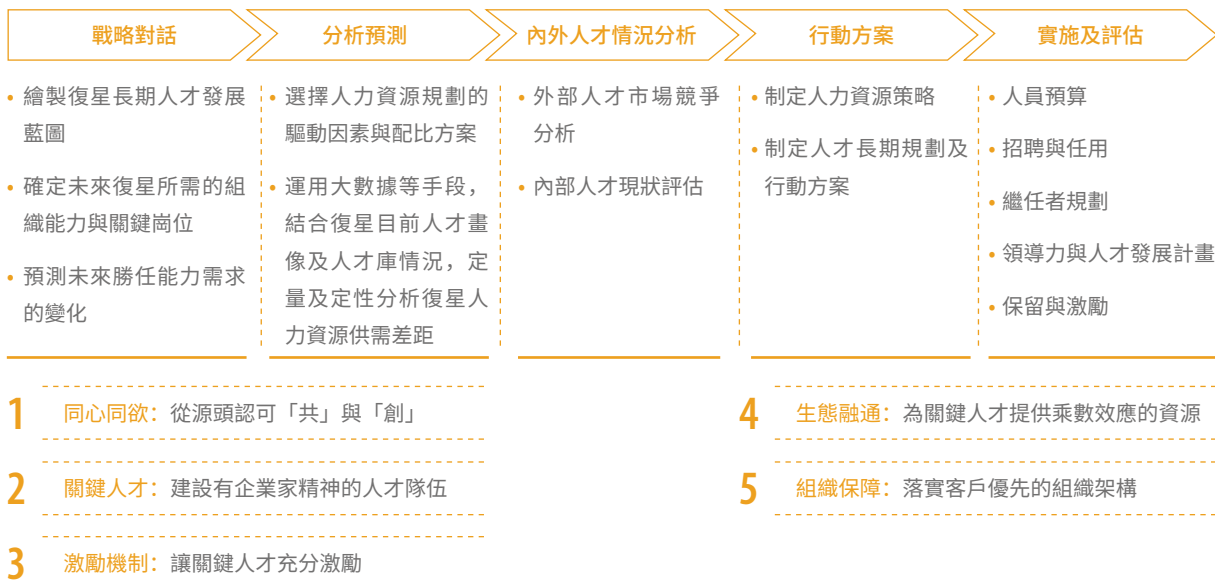 戰略對話
分析預測
內外人才情況分析
行動方案
實施及評估
• 繪製復星長期人才發展
藍圖
• 確定未來復星所需的組
織能力與關鍵崗位
• 預測未來勝任能力需求
的變化
• 選擇人力資源規劃的
驅動因素與配比方案
• 運用大數據等手段，
結合復星目前人才畫
像及人才庫情況，定
量及定性分析復星人
力資源供需差距
• 外部人才市場競爭
分析
• 內部人才現狀評估
• 制定人力資源策略
• 制定人才長期規劃及
行動方案
• 人員預算
• 招聘與任用
• 繼任者規劃
• 領導力與人才發展計畫
• 保留與激勵
1 同心同欲：從源頭認可「共」與「創」
2 關鍵人才：建設有企業家精神的人才隊伍
3 激勵機制：讓關鍵人才充分激勵
4 生態融通：為關鍵人才提供乘數效應的資源
5 組織保障：落實客戶優先的組織架構